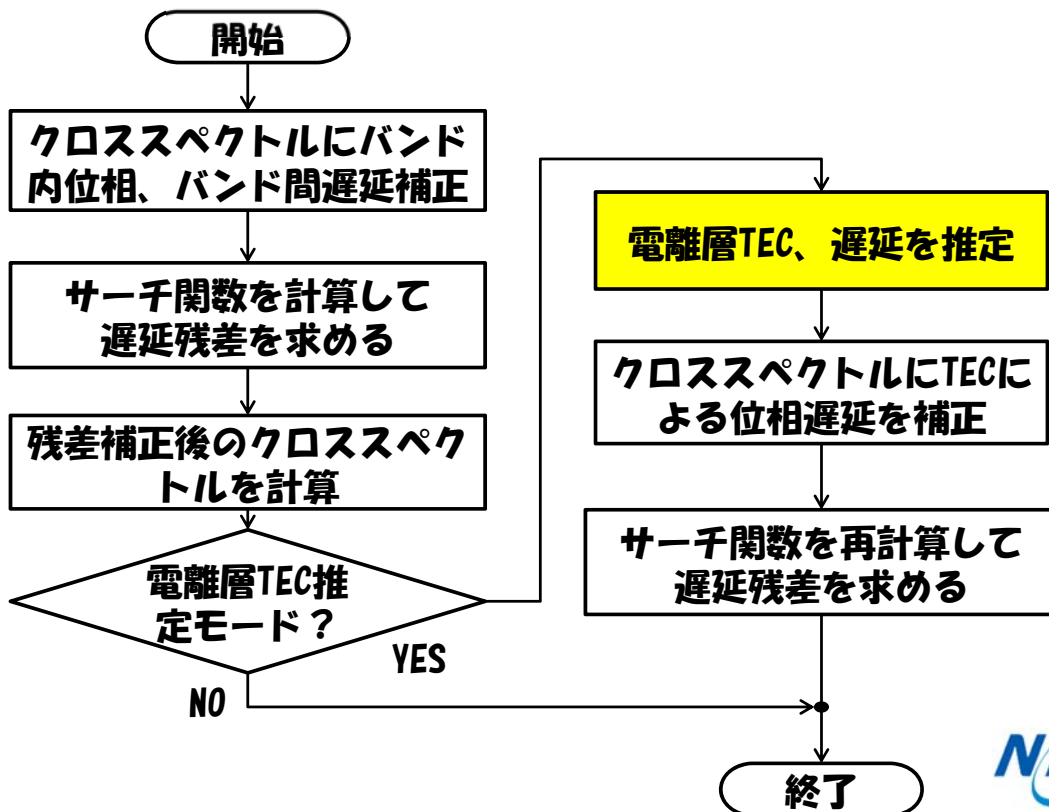 開始
クロススペクトルにバンド
内位相、バンド間遅延補正
サーチ関数を計算して
遅延残差を求める
残差補正後のクロススペク
トルを計算
電離層TEC推
定モード？
YES
NO
電離層TEC、遅延を推定
クロススペクトルにTECに
よる位相遅延を補正
サーチ関数を再計算して
遅延残差を求める
終了